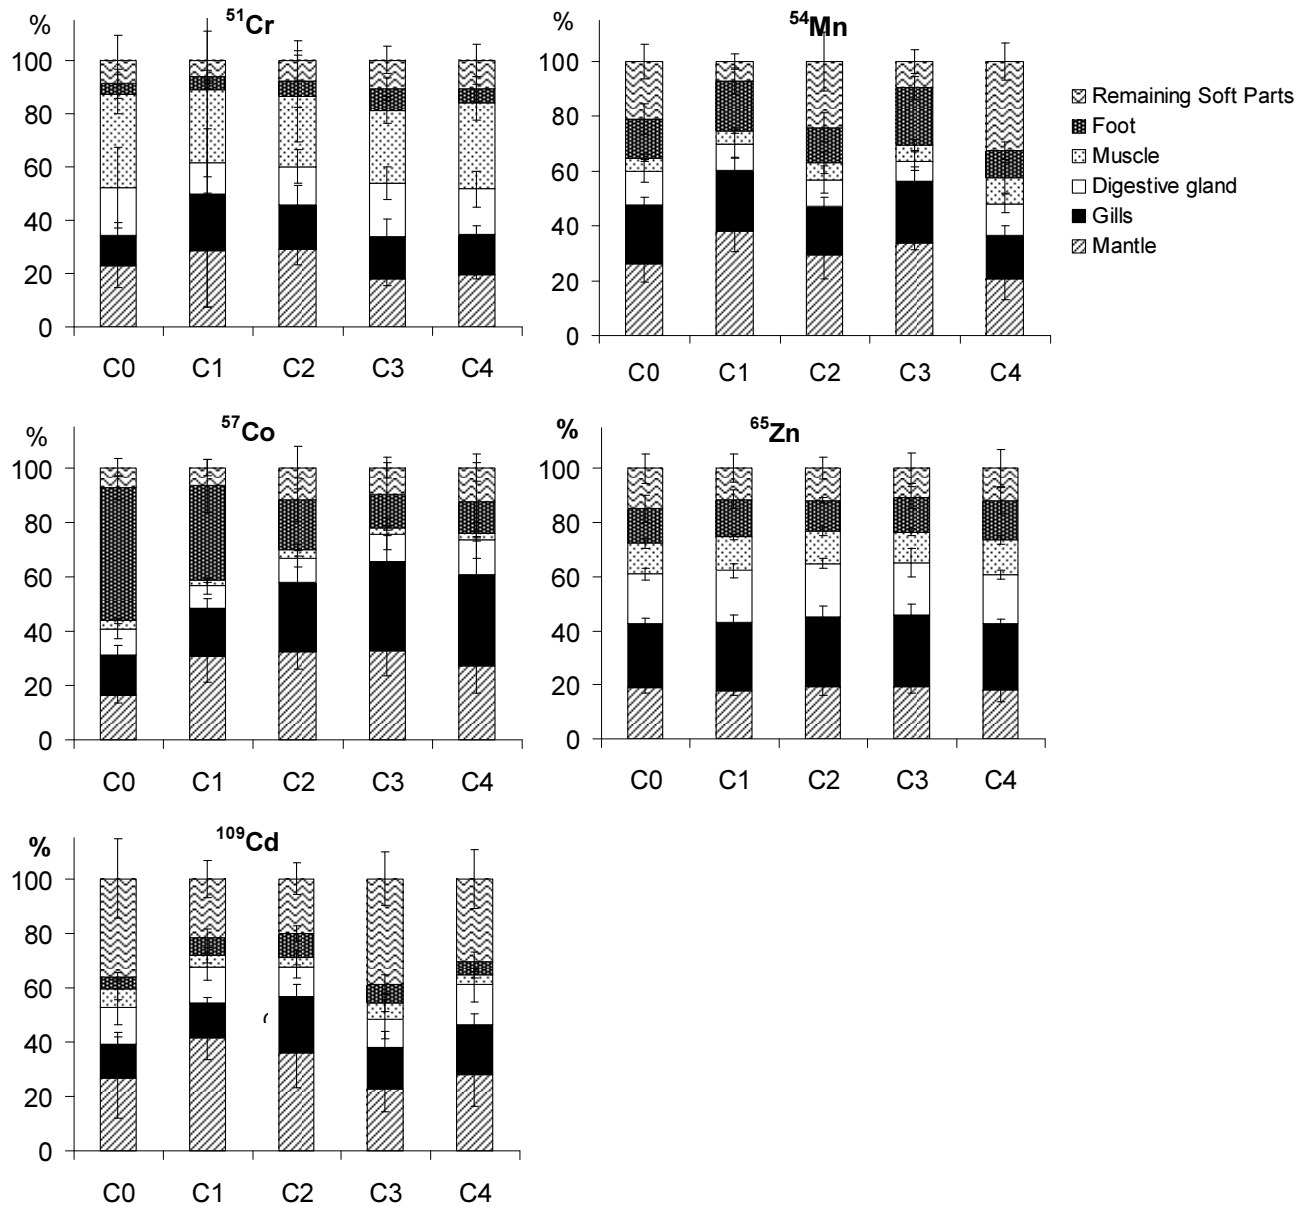 % ⁵¹Cr
100
80
60
40
20
0
C0 C1 C2 C3 C4
% ⁵⁴Mn
100
80
60
40
20
0
C0 C1 C2 C3 C4
Remaining Soft Parts
Foot
Muscle
Digestive gland
Gills
Mantle
% ⁵⁷Co
100
80
60
40
20
0
C0 C1 C2 C3 C4
% ⁶⁵Zn
100
80
60
40
20
0
C0 C1 C2 C3 C4
% ¹⁰⁹Cd
100
80
60
40
20
0
C0 C1 C2 C3 C4